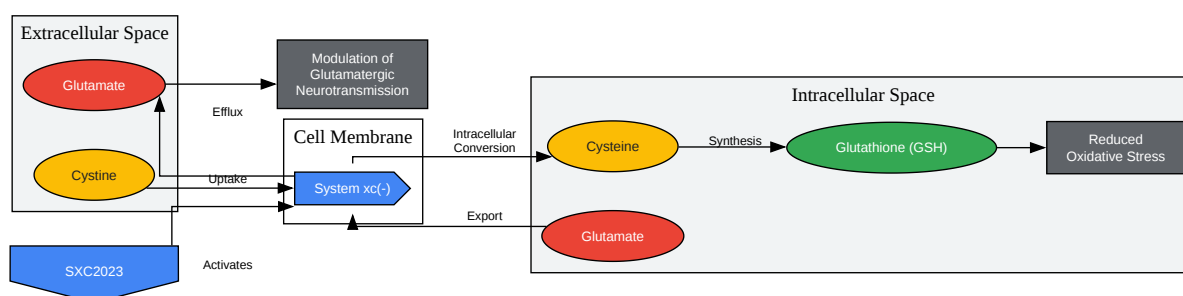 Extracellular Space
Glutamate
Modulation of
Glutamatergic
Neurotransmission
Efflux
Cystine
Uptake
Cell Membrane
System xc(-)
SXC2023
Activates
Intracellular
Conversion
Export
Intracellular Space
Cysteine
Synthesis
Glutathione (GSH)
Reduced
Oxidative Stress
Glutamate